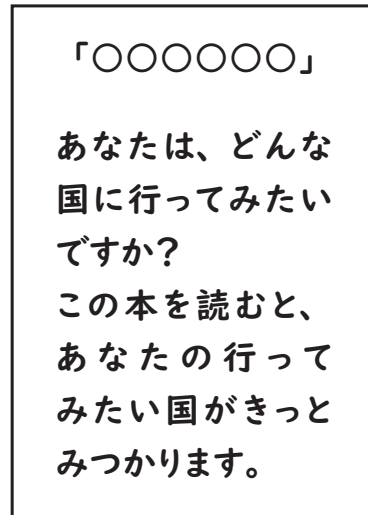 「○○○○○○」
あなたは、どんな
国に行ってみたい
ですか?
この本を読むと、
あなたの行って
みたい国がきっと
みつかります。